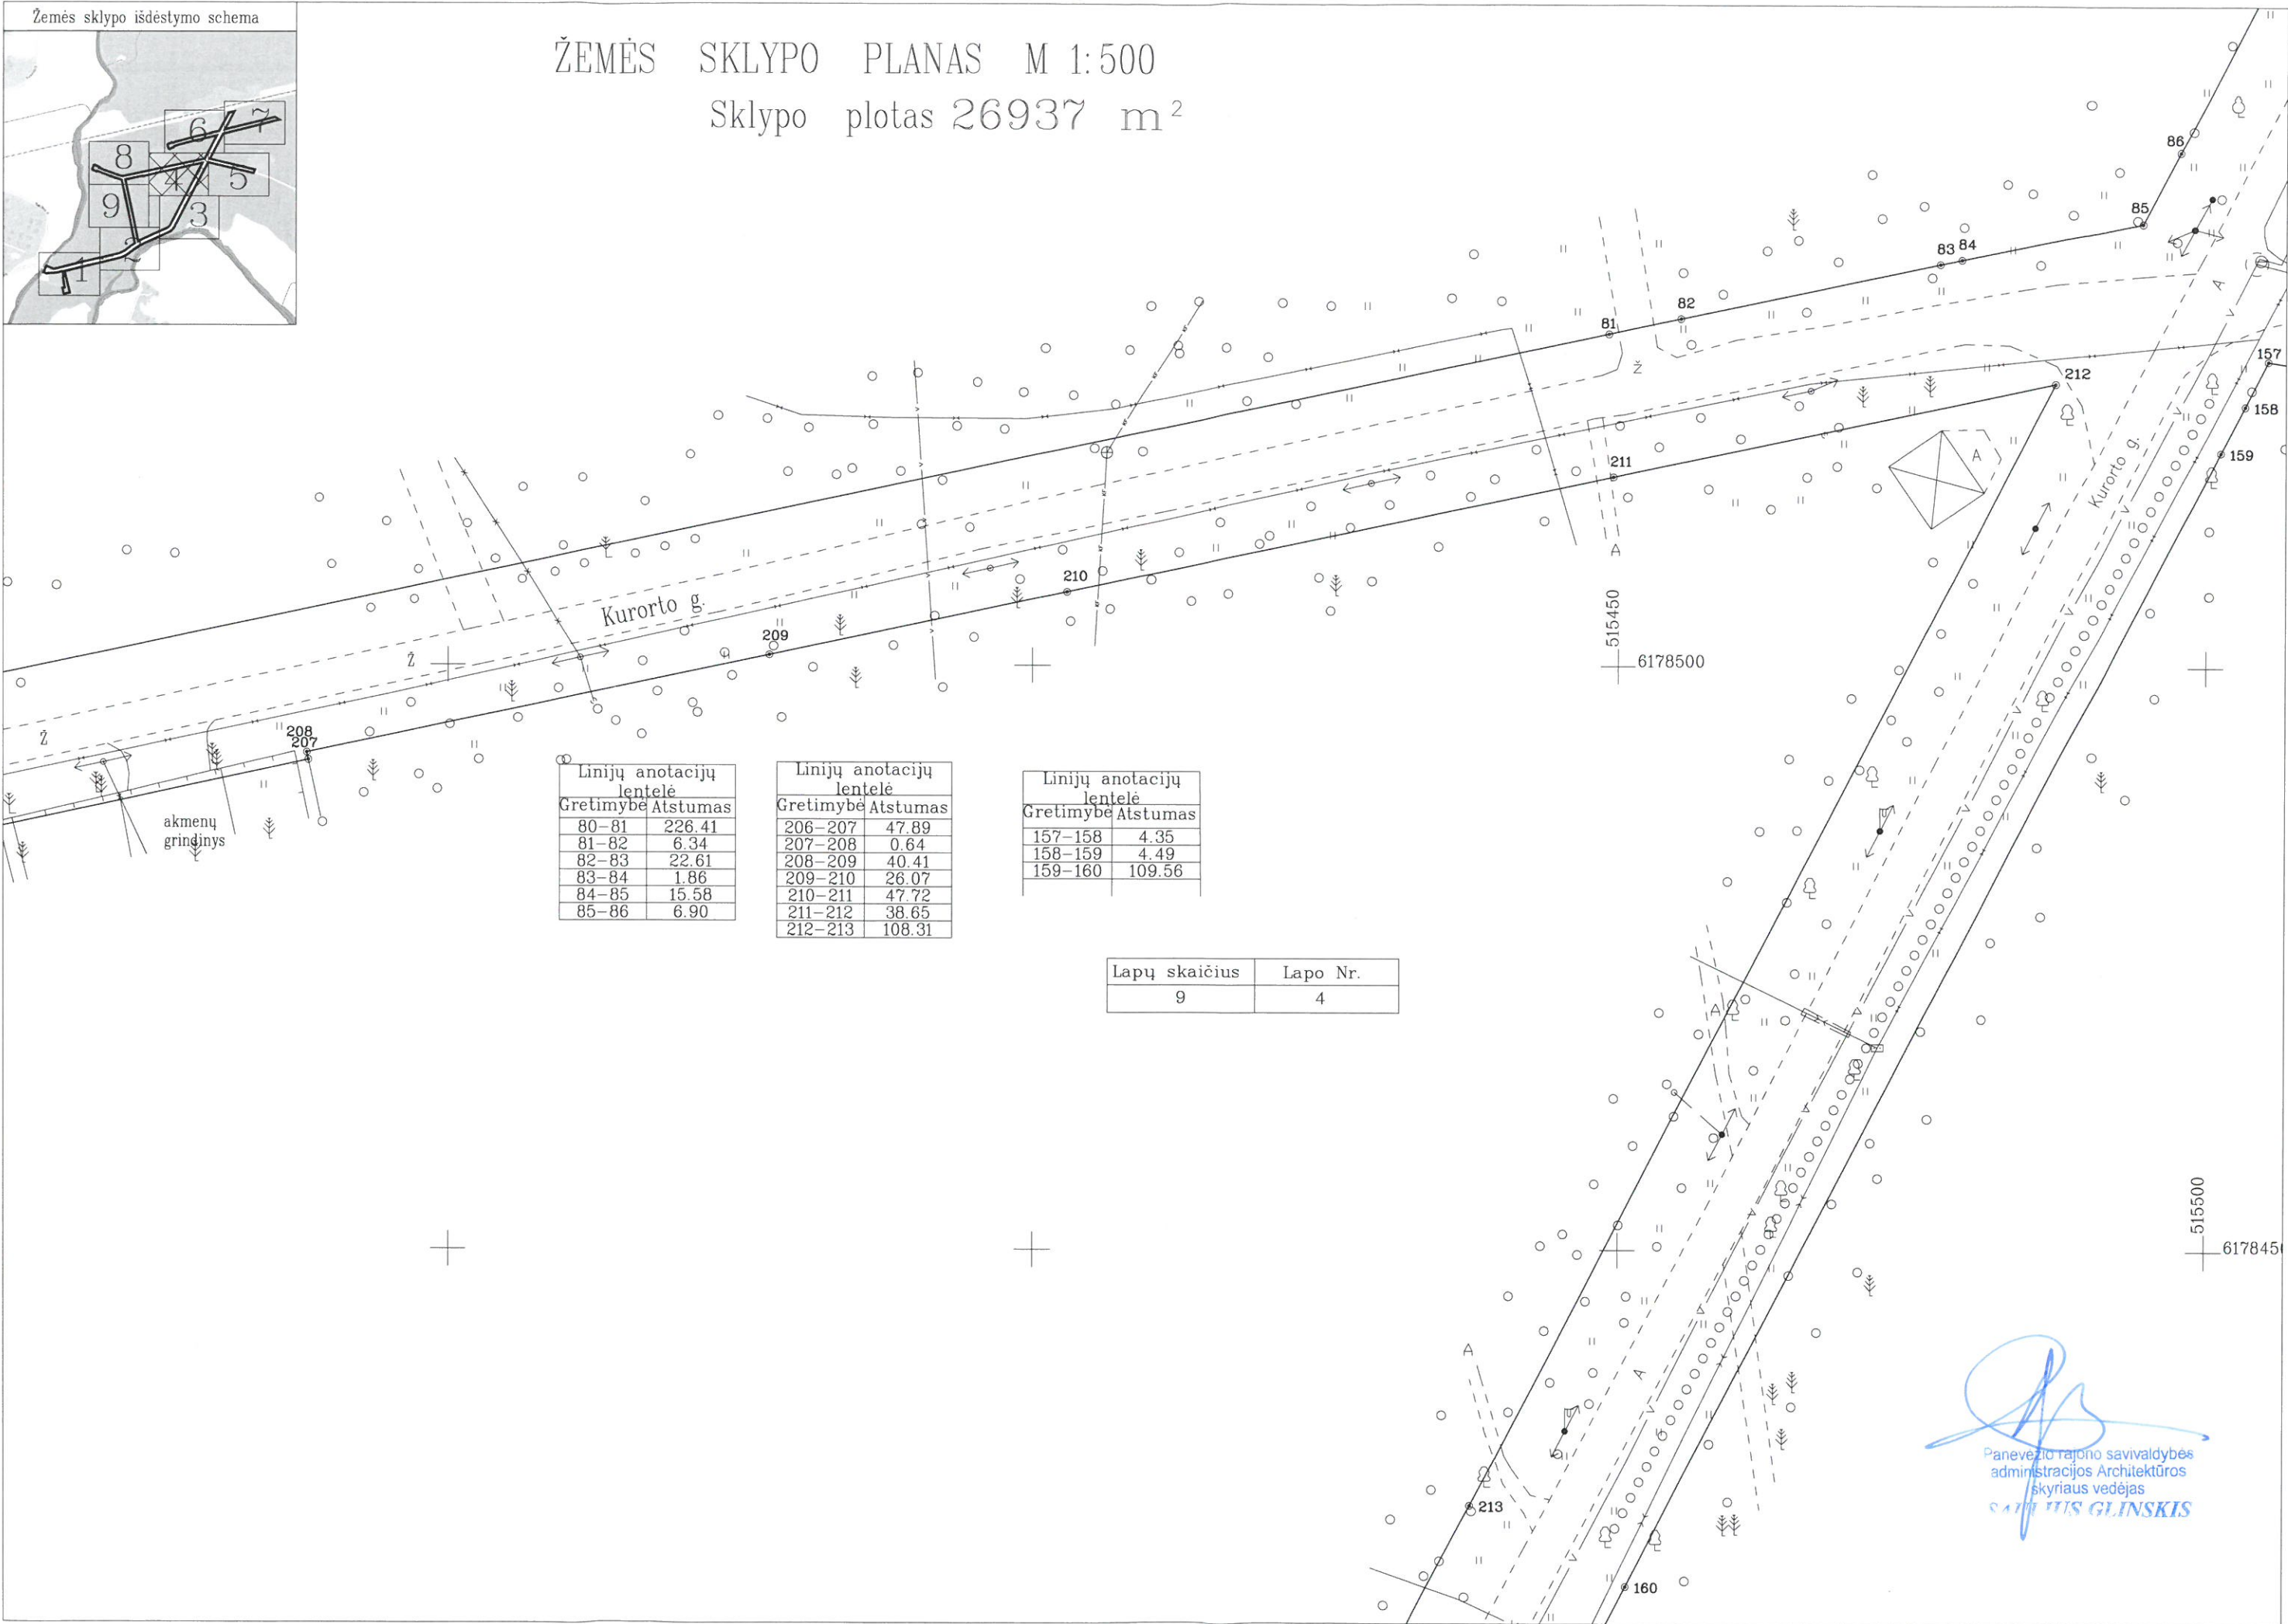 Žemės sklypo išdėstymo schema
6
7
8
4
5
9
3
2
1
ŽEMĖS SKLYPO PLANAS M 1:500
Sklypo plotas 26937 m²
86
85
83 84
82
81
Ž
A
157
212
158
159
A
Kurorto g.
211
A
210
Kurorto g.
209
515450
6178500
Ž
Ž
208
207
akmenų
grindinys
Linijų anotacijų
lentelė
Gretimybė Atstumas
80-81 226.41
81-82 6.34
82-83 22.61
83-84 1.86
84-85 15.58
85-86 6.90
Linijų anotacijų
lentelė
Gretimybė Atstumas
206-207 47.89
207-208 0.64
208-209 40.41
209-210 26.07
210-211 47.72
211-212 38.65
212-213 108.31
Linijų anotacijų
lentelė
Gretimybė Atstumas
157-158 4.35
158-159 4.49
159-160 109.56
Lapų skaičius Lapo Nr.
9 4
A
515500
6178450
A
A
213
160
Panevėžio rajono savivaldybės
administracijos Architektūros
skyriaus vedėjas
SAULIUS GLINSKIS